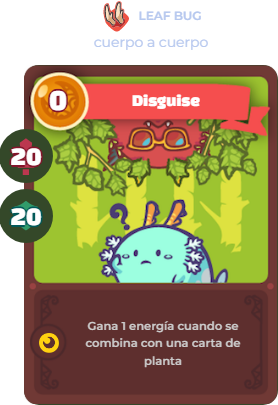 LEAF BUG
cuerpo a cuerpo
0
Disguise
20
20
Gana 1 energía cuando se
combina con una carta de
planta